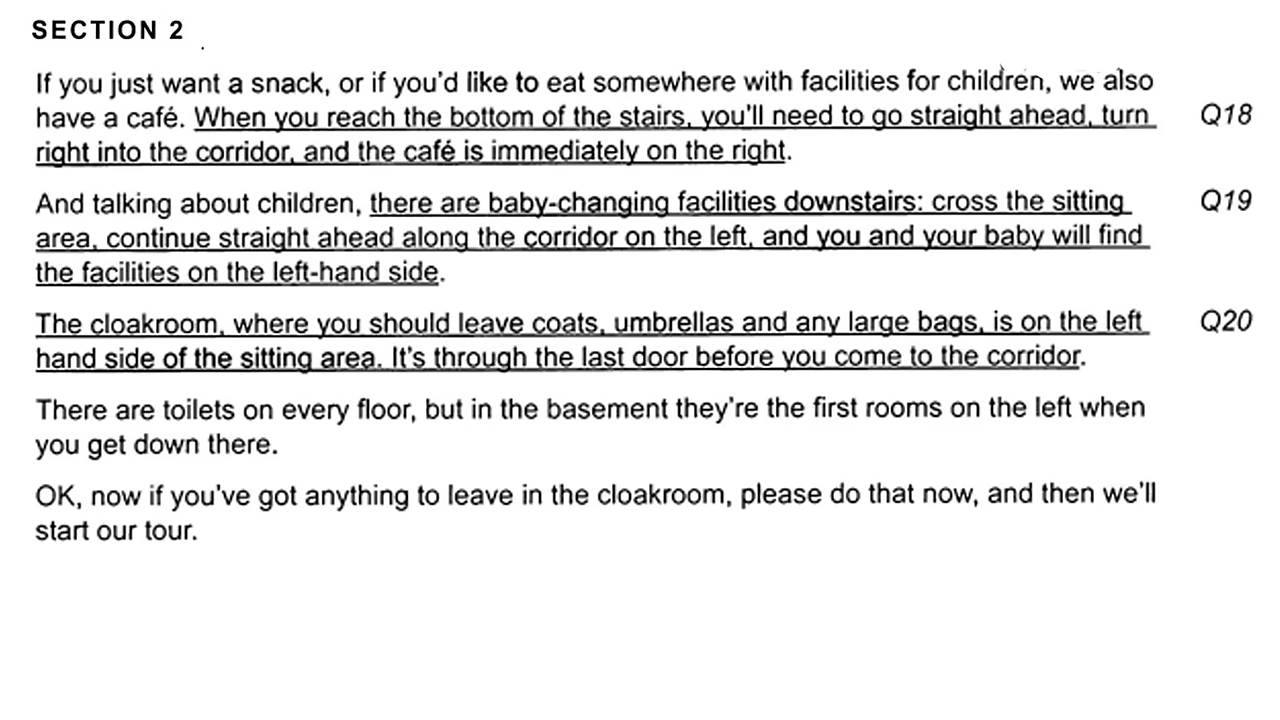 SECTION 2
If you just want a snack, or if you'd like to eat somewhere with facilities for children, we also
have a café. When you reach the bottom of the stairs, you'll need to go straight ahead, turn Q18
right into the corridor, and the café is immediately on the right.
And talking about children, there are baby-changing facilities downstairs: cross the sitting Q19
area, continue straight ahead along the corridor on the left, and you and your baby will find
the facilities on the left-hand side.
The cloakroom, where you should leave coats, umbrellas and any large bags, is on the left Q20
hand side of the sitting area. It's through the last door before you come to the corridor.
There are toilets on every floor, but in the basement they're the first rooms on the left when
you get down there.
OK, now if you've got anything to leave in the cloakroom, please do that now, and then we'll
start our tour.